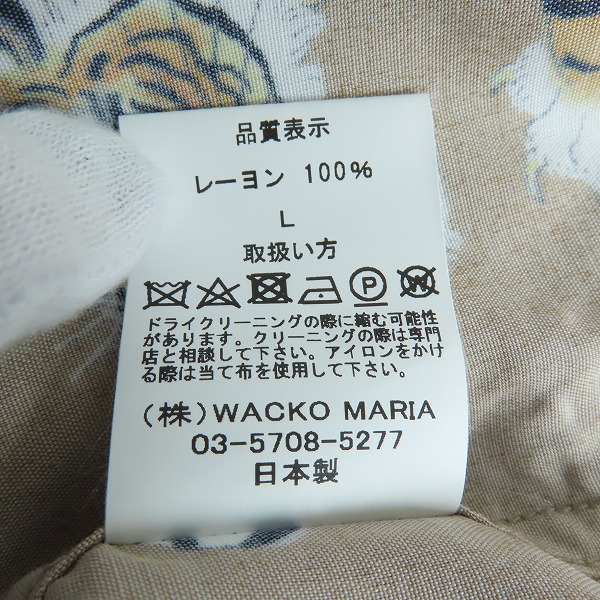 品質表示
レーヨン 100%
L
取扱い方
P W
ドライクリーニングの際に縮む可能性
があります。クリーニングの際は専門
店と相談して下さい。アイロンをかけ
る際は当て布を使用して下さい。
(株)WACKO MARIA
03-5708-5277
日本製